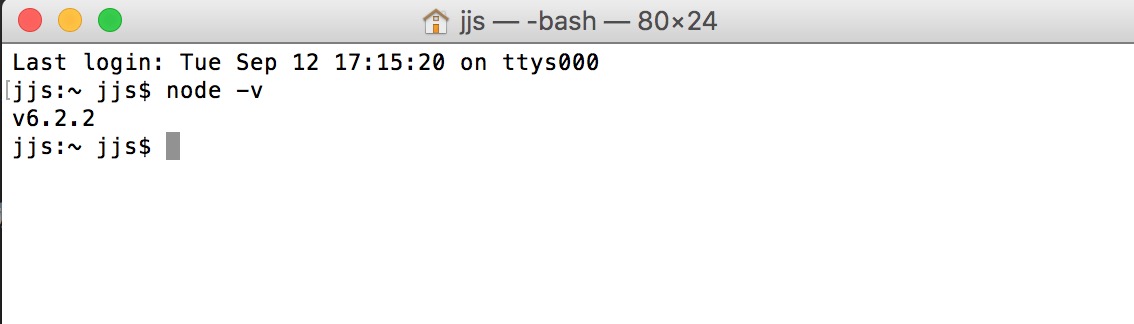 jjs — -bash — 80×24
Last login: Tue Sep 12 17:15:20 on ttys000
[jjs:~ jjs$ node -v
v6.2.2
jjs:~ jjs$